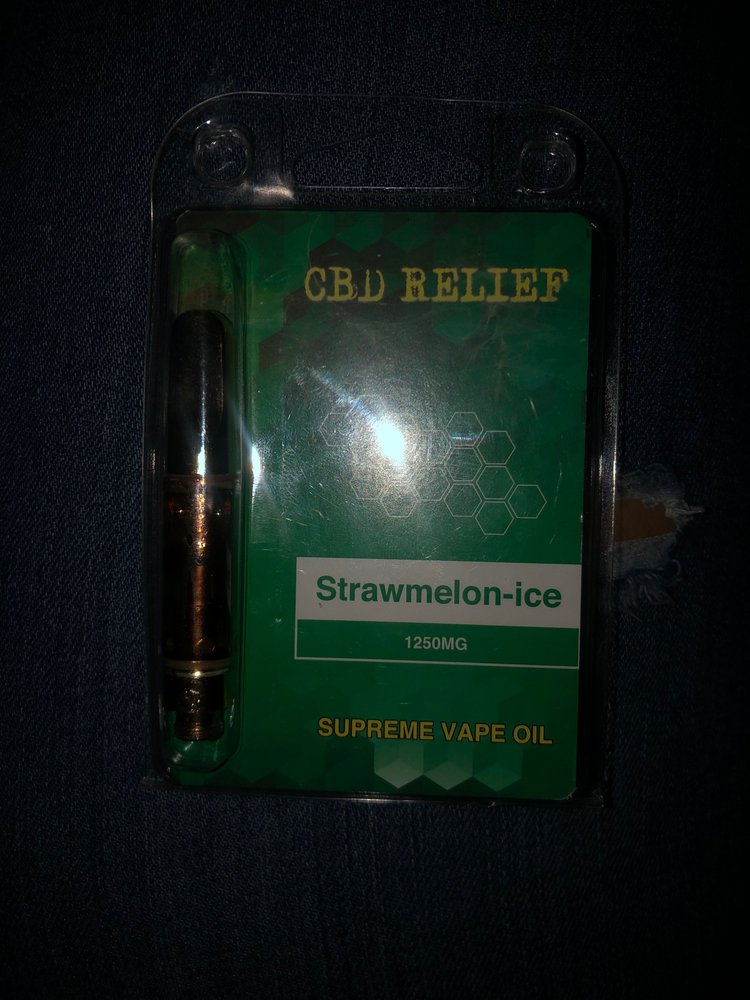 CBD RELIEF
Strawmelon-ice
1250MG
SUPREME VAPE OIL